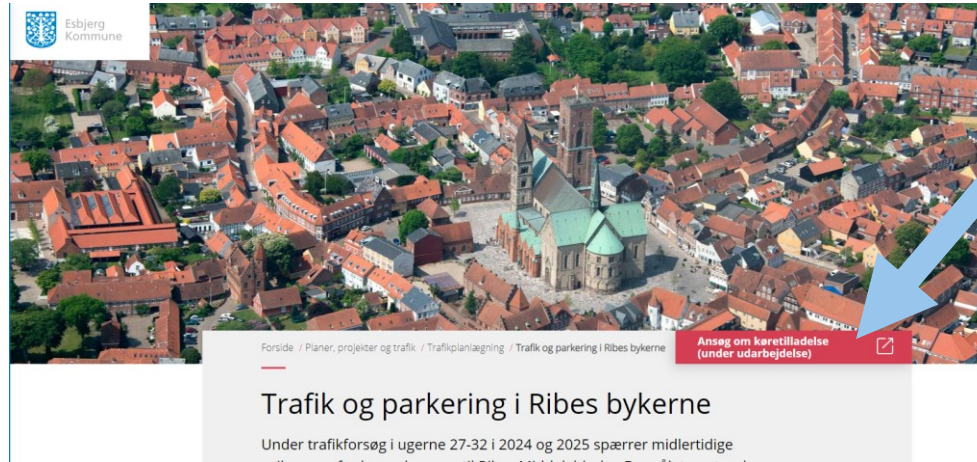 Esbjerg
Kommune
Forside / Planer, projekter og trafik / Trafikplanlægning / Trafik og parkering i Ribes bykerne
Ansøg om køretilladelse
(under udarbejdelse)
Trafik og parkering i Ribes bykerne
Under trafikforsøg i ugerne 27-32 i 2024 og 2025 spærrer midlertidige